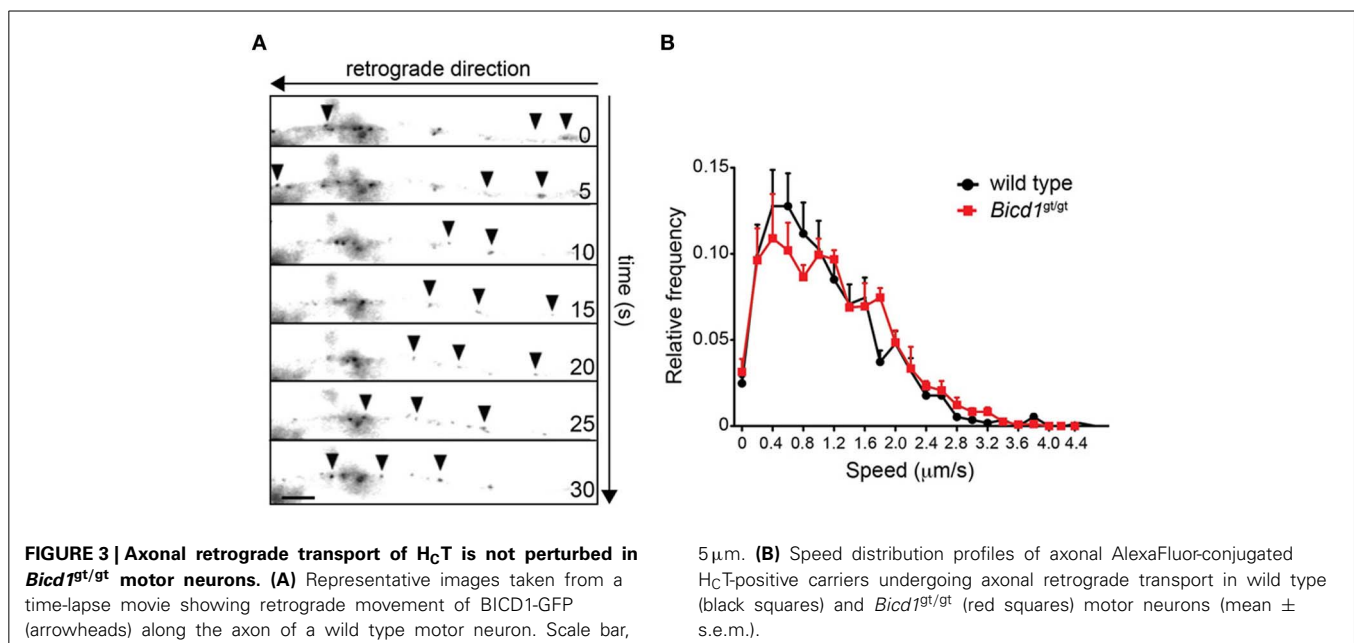 A
retrograde direction
0
5
10
15
20
25
30
time (s)
B
0.15
0.10
0.05
0
Relative frequency
wild type
Bicd1gt/gt
0 0.4 0.8 1.2 1.6 2.0 2.4 2.8 3.2 3.6 4.0 4.4
Speed (μm/s)
FIGURE 3 | Axonal retrograde transport of HCT is not perturbed in
Bicd1gt/gt motor neurons. (A) Representative images taken from a
time-lapse movie showing retrograde movement of BICD1-GFP
(arrowheads) along the axon of a wild type motor neuron. Scale bar,
5 μm. (B) Speed distribution profiles of axonal AlexaFluor-conjugated
HCT-positive carriers undergoing axonal retrograde transport in wild type
(black squares) and Bicd1gt/gt (red squares) motor neurons (mean ±
s.e.m.).